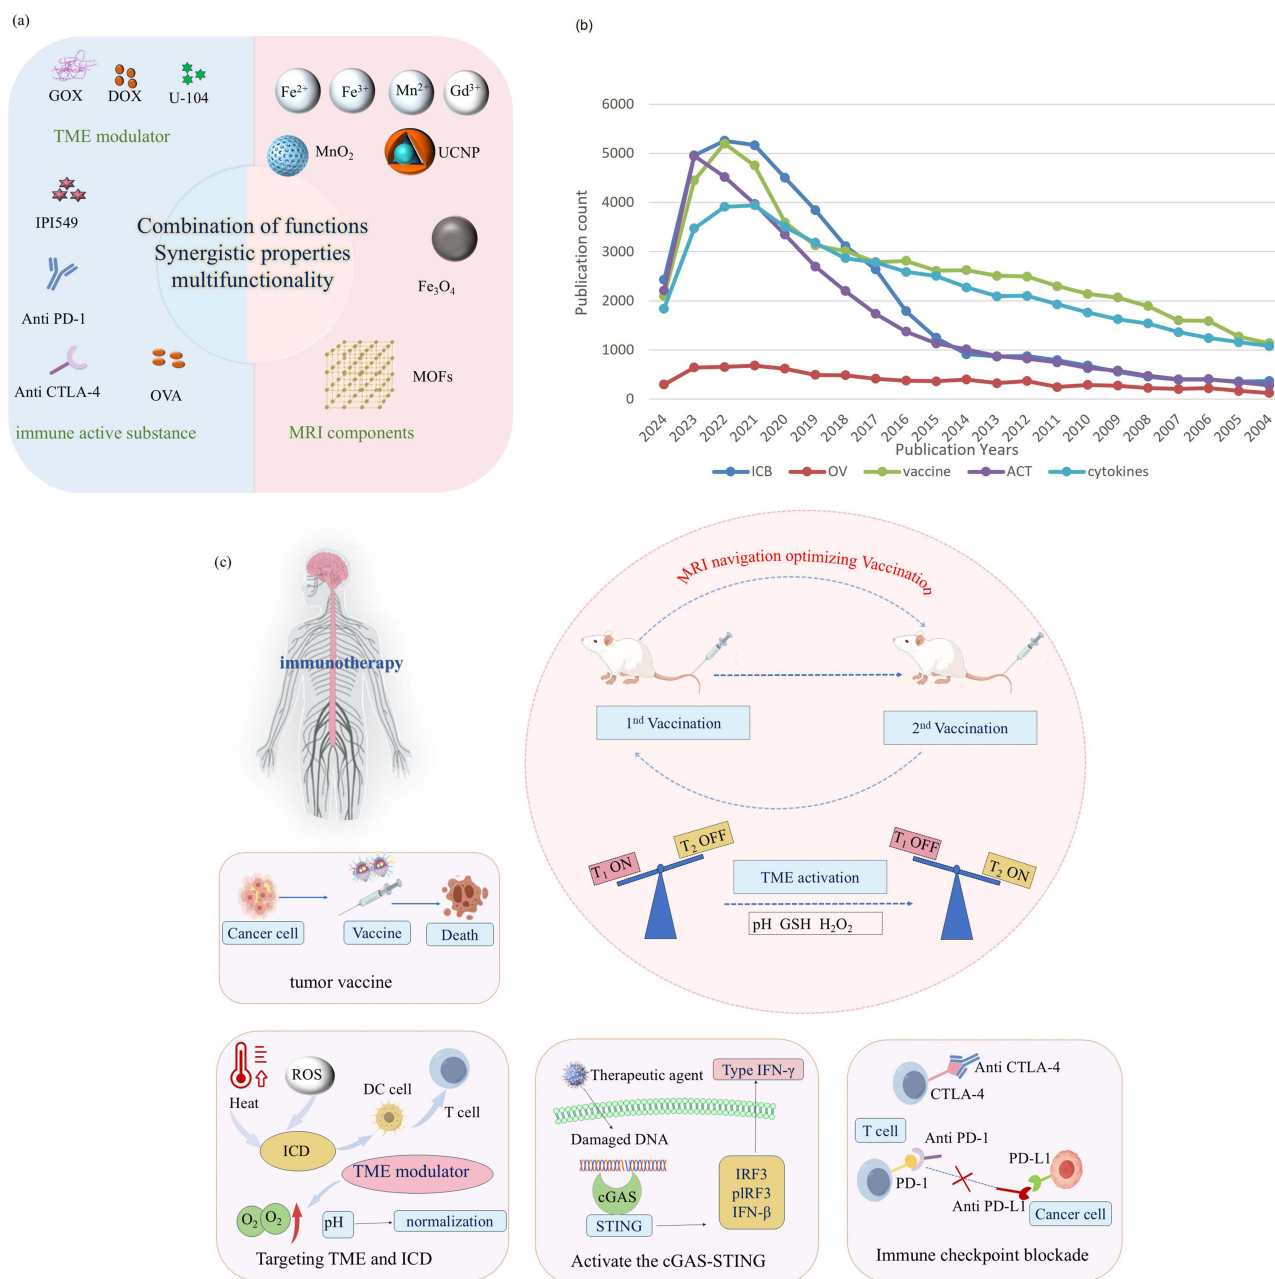 (a)
GOX
DOX
U-104
TME modulator
IPI549
Anti PD-1
Anti CTLA-4
OVA
immune active substance
Combination of functions
Synergistic properties
multifunctionality
Fe²⁺
Fe³⁺
Mn²⁺
Gd³⁺
MnO₂
UCNP
Fe₃O₄
MOFs
MRI components
(b)
Publication count
6000
5000
4000
3000
2000
1000
0
2024 2023 2022 2021 2020 2019 2018 2017 2016 2015 2014 2013 2012 2011 2010 2009 2008 2007 2006 2005 2004
Publication Years
ICB OV vaccine ACT cytokines
(c)
immunotherapy
MRI navigation optimizing Vaccination
1ⁿᵈ Vaccination
2ⁿᵈ Vaccination
T₁ ON
T₂ OFF
TME activation
pH GSH H₂O₂
T₁ OFF
T₂ ON
Cancer cell
Vaccine
Death
tumor vaccine
Heat
ROS
DC cell
T cell
ICD
TME modulator
O₂ O₂
pH
normalization
Targeting TME and ICD
Therapeutic agent
Type IFN-γ
Damaged DNA
cGAS
STING
IRF3
pIRF3
IFN-β
Activate the cGAS-STING
Anti CTLA-4
CTLA-4
T cell
Anti PD-1
PD-1
PD-L1
Anti PD-L1
Cancer cell
Immune checkpoint blockade